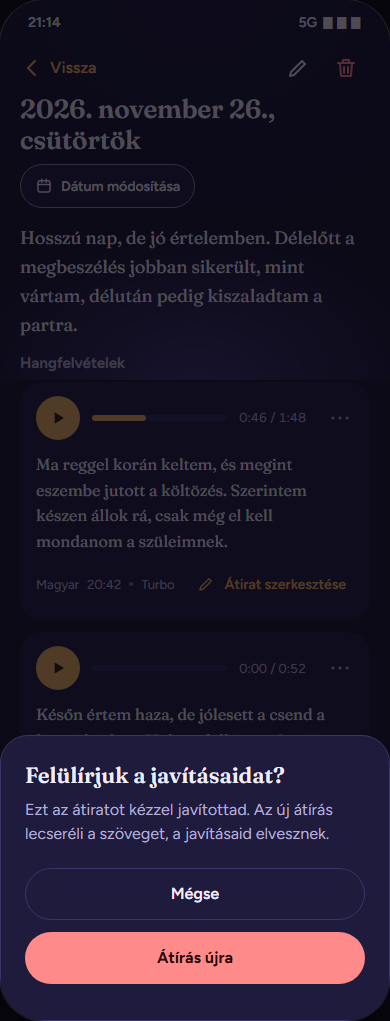 21:14
5G
Vissza
2026. november 26.,
csütörtök
Dátum módosítása
Hosszú nap, de jó értelemben. Délelőtt a
megbeszélés jobban sikerült, mint
vártam, délután pedig kiszaladtam a
partra.
Hangfelvételek
0:46 / 1:48
Ma reggel korán keltem, és megint
eszembe jutott a költözés. Szerintem
készen állok rá, csak még el kell
mondanom a szüleimnek.
Magyar 20:42 • Turbo
Átirat szerkesztése
0:00 / 0:52
Későn értem haza, de jólesett a csend a
Felülírjuk a javításaidat?
Ezt az átiratot kézzel javítottad. Az új átírás
lecseréli a szöveget, a javításaid elvesznek.
Mégse
Átírás újra